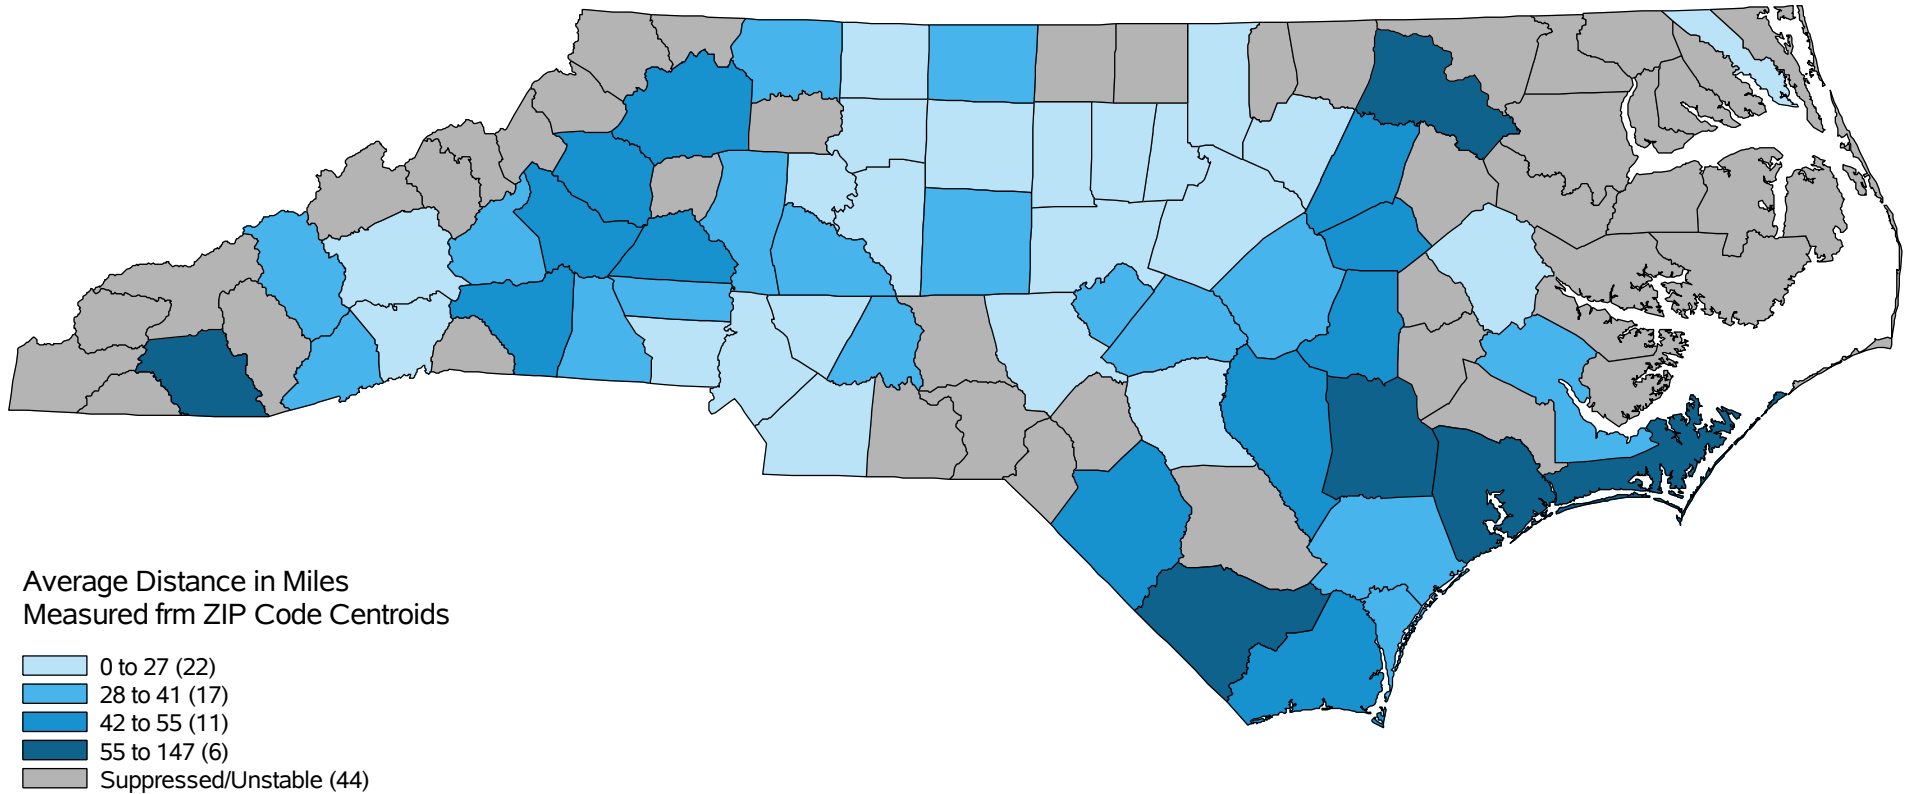 Average Distance in Miles
Measured frm ZIP Code Centroids
0 to 27 (22)
28 to 41 (17)
42 to 55 (11)
55 to 147 (6)
Suppressed/Unstable (44)